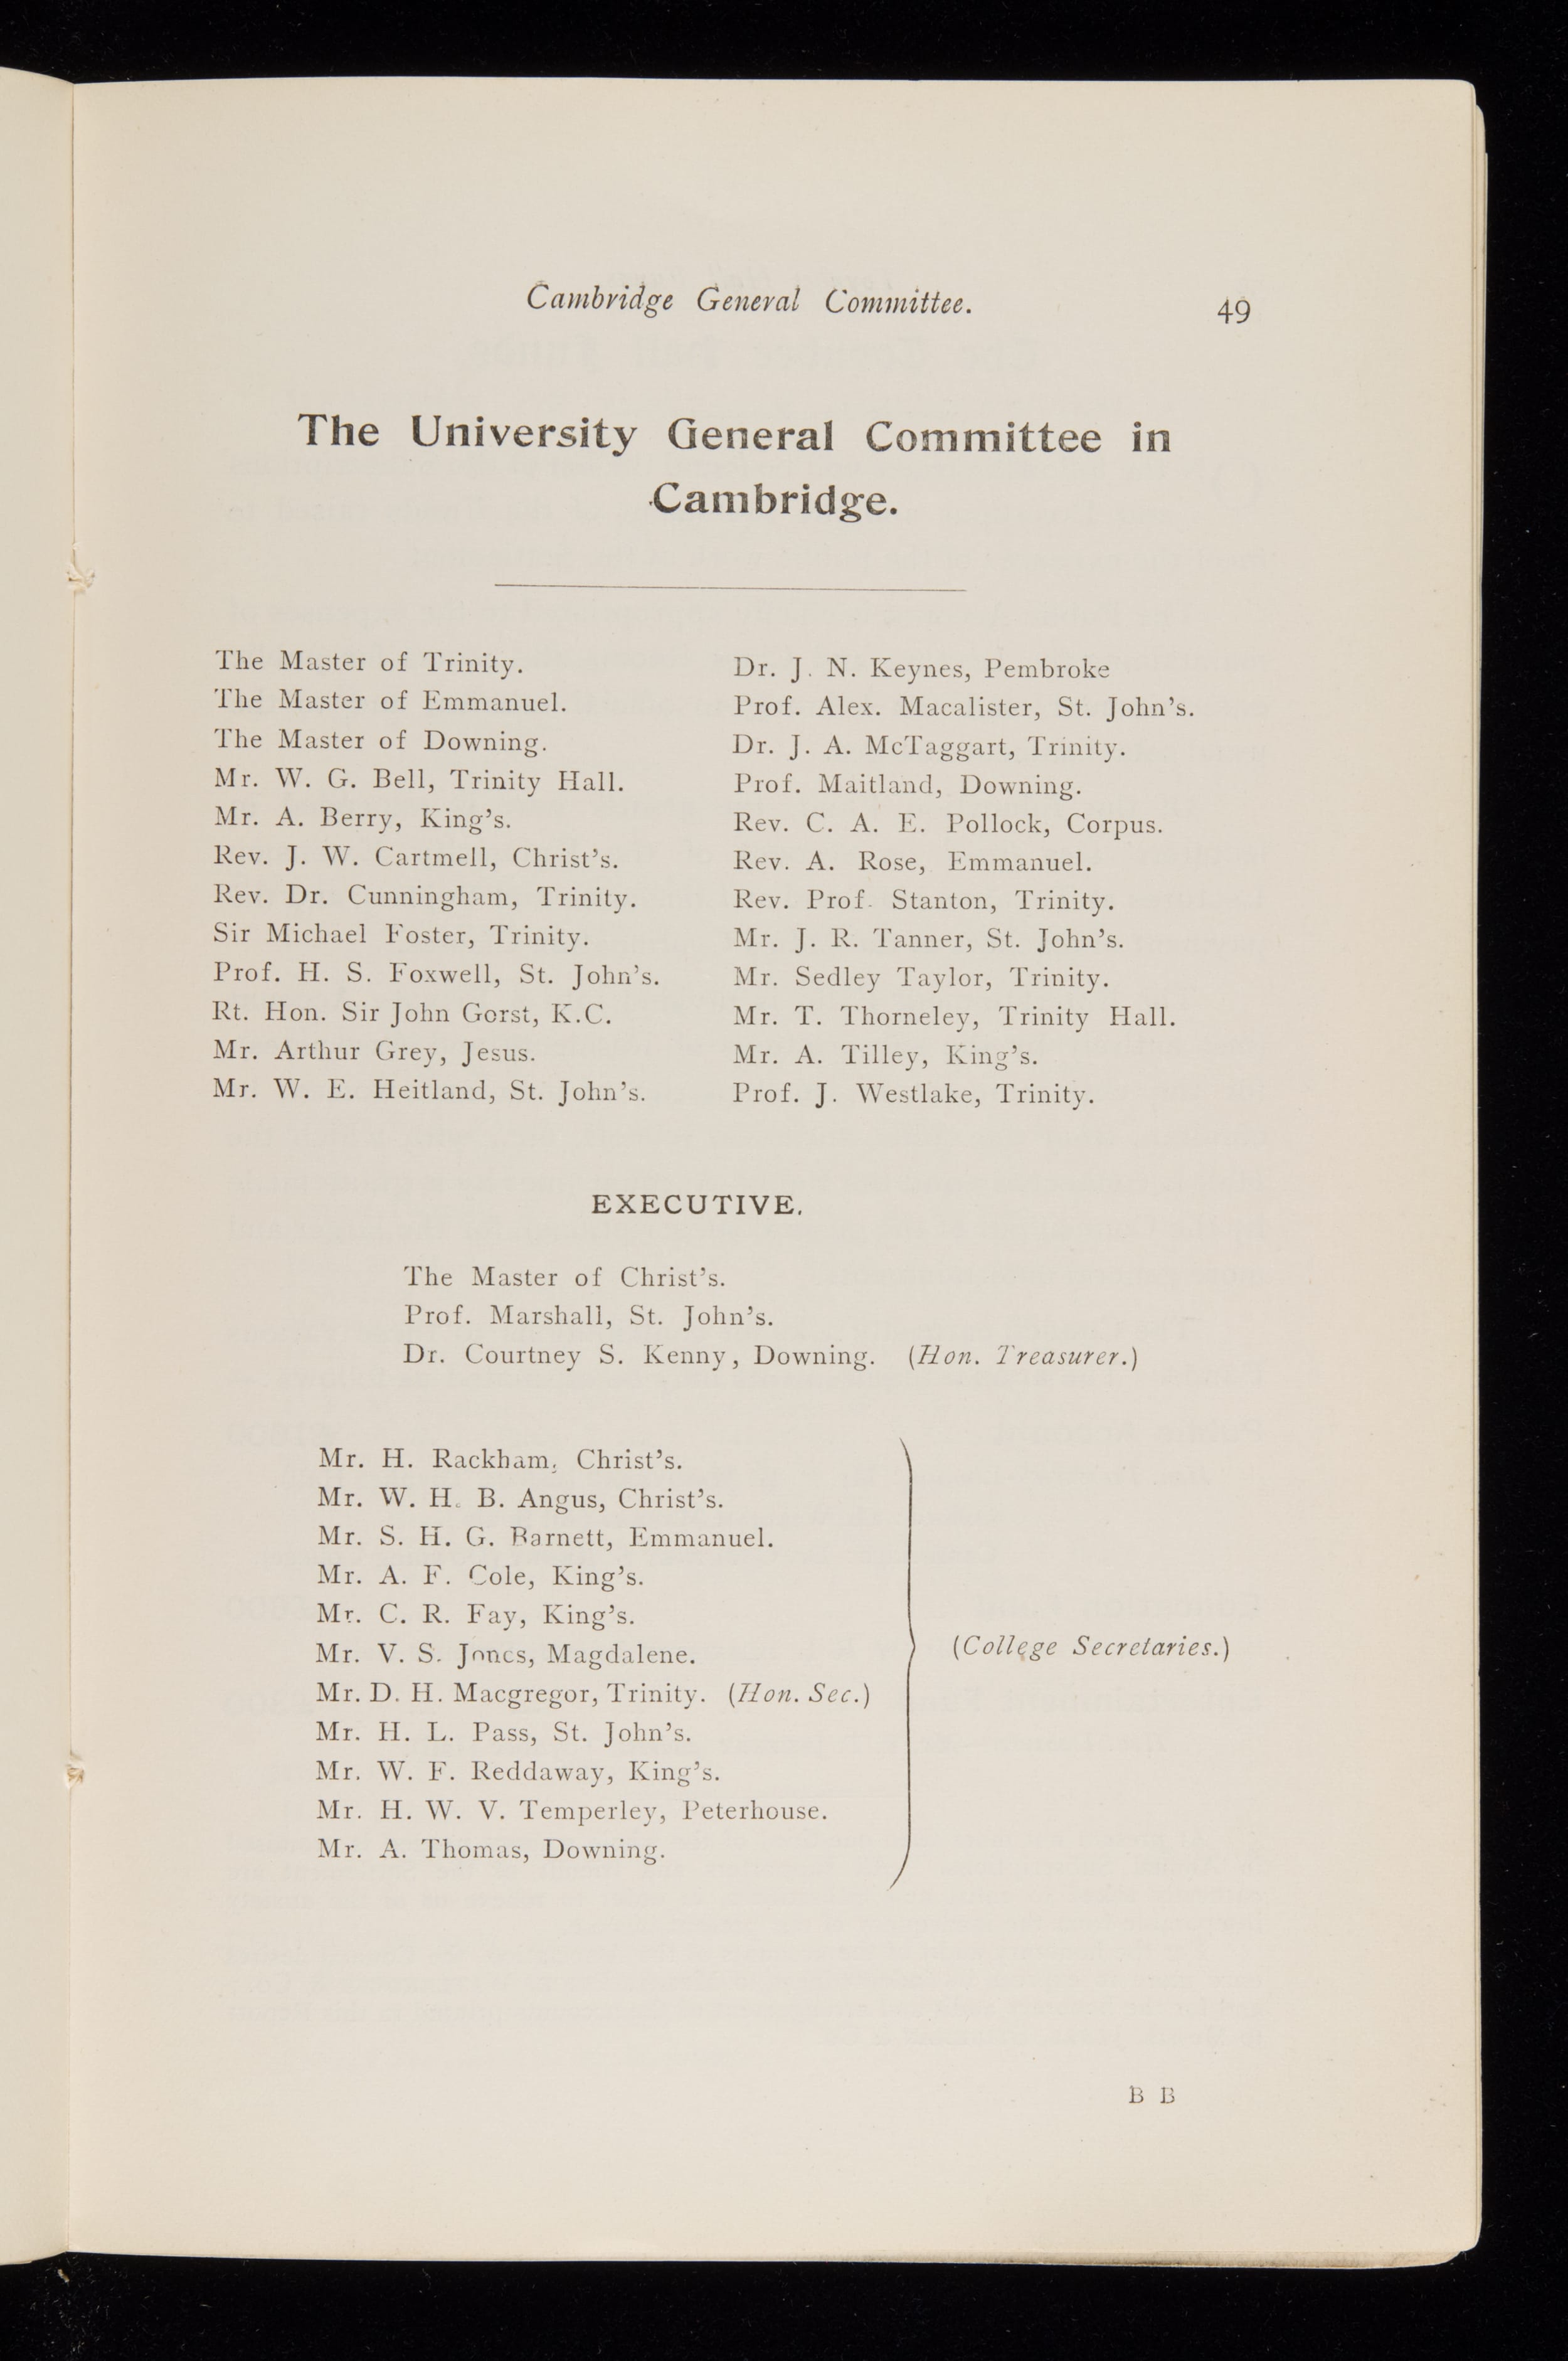 Cambridge General Committee. 49
The University General Committee in
Cambridge.
The Master of Trinity.
The Master of Emmanuel.
The Master of Downing.
Mr. W. G. Bell, Trinity Hall.
Mr. A. Berry, King's.
Rev. J. W. Cartmell, Christ's.
Rev. Dr. Cunningham, Trinity.
Sir Michael Foster, Trinity.
Prof. H. S. Foxwell, St. John's.
Rt. Hon. Sir John Gorst, K.C.
Mr. Arthur Grey, Jesus.
Mr. W. E. Heitland, St. John's.
Dr. J. N. Keynes, Pembroke
Prof. Alex. Macalister, St. John's.
Dr. J. A. McTaggart, Trinity.
Prof. Maitland, Downing.
Rev. C. A. E. Pollock, Corpus.
Rev. A. Rose, Emmanuel.
Rev. Prof. Stanton, Trinity.
Mr. J. R. Tanner, St. John's.
Mr. Sedley Taylor, Trinity.
Mr. T. Thorneley, Trinity Hall.
Mr. A. Tilley, King's.
Prof. J. Westlake, Trinity.
EXECUTIVE.
The Master of Christ's.
Prof. Marshall, St. John's.
Dr. Courtney S. Kenny, Downing. (Hon. Treasurer.)
Mr. H. Rackham, Christ's.
Mr. W. H. B. Angus, Christ's.
Mr. S. H. G. Barnett, Emmanuel.
Mr. A. F. Cole, King's.
Mr. C. R. Fay, King's.
Mr. V. S. Jones, Magdalene.
Mr. D. H. Macgregor, Trinity. (Hon. Sec.)
Mr. H. L. Pass, St. John's.
Mr. W. F. Reddaway, King's.
Mr. H. W. V. Temperley, Peterhouse.
Mr. A. Thomas, Downing.
(College Secretaries.)
B B